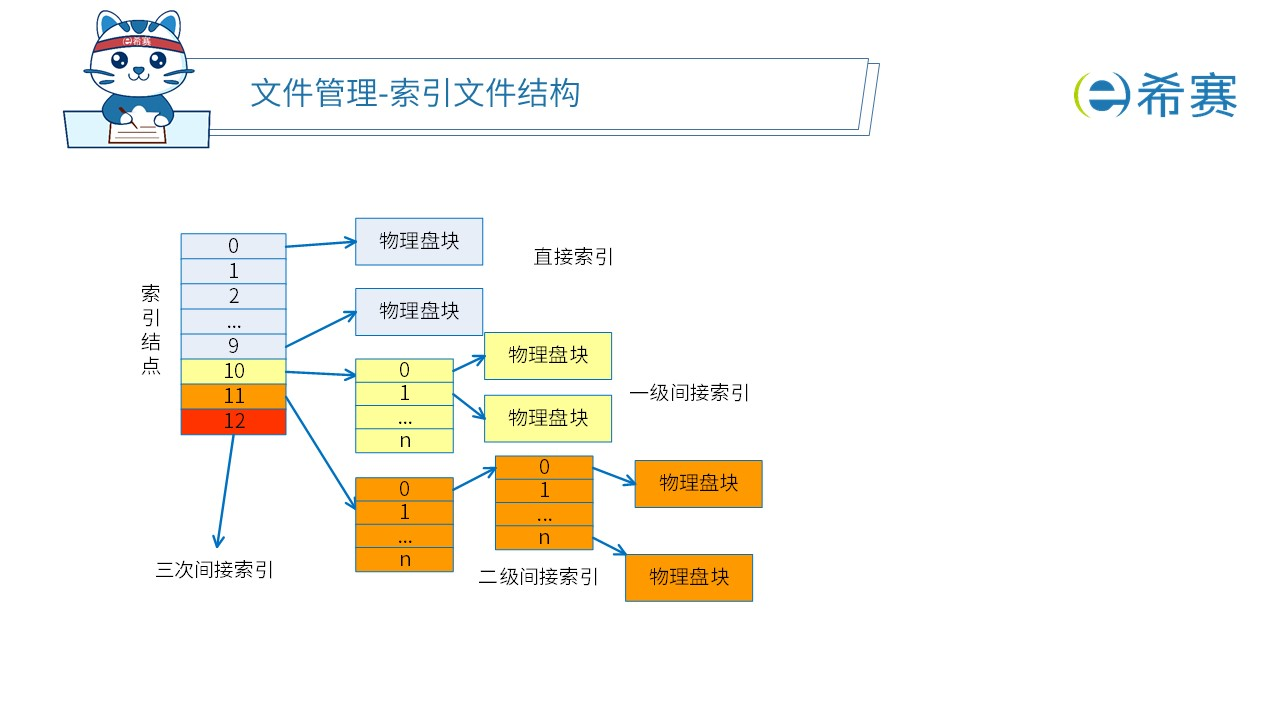 希赛
文件管理-索引文件结构
希赛
索引结点
0
1
2
...
9
10
11
12
物理盘块
物理盘块
直接索引
0
1
...
n
物理盘块
物理盘块
一级间接索引
0
1
...
n
0
1
...
n
物理盘块
物理盘块
二级间接索引
三次间接索引